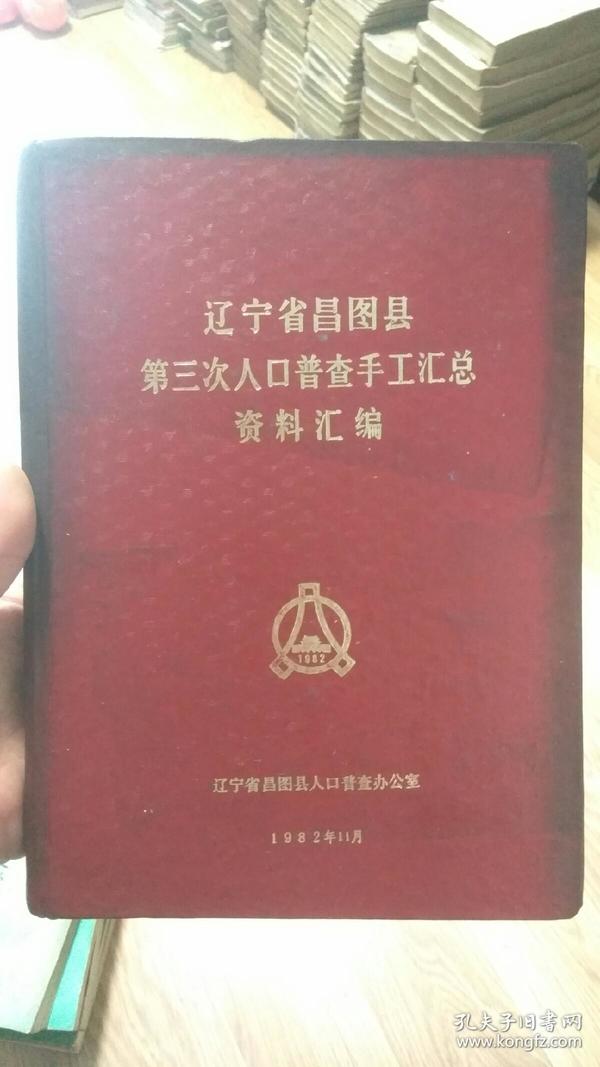 辽宁省昌图县
第三次人口普查手工汇总
资料汇编
1982
辽宁省昌图县人口普查办公室
1982年11月
孔夫子旧书网
www.kongfz.com